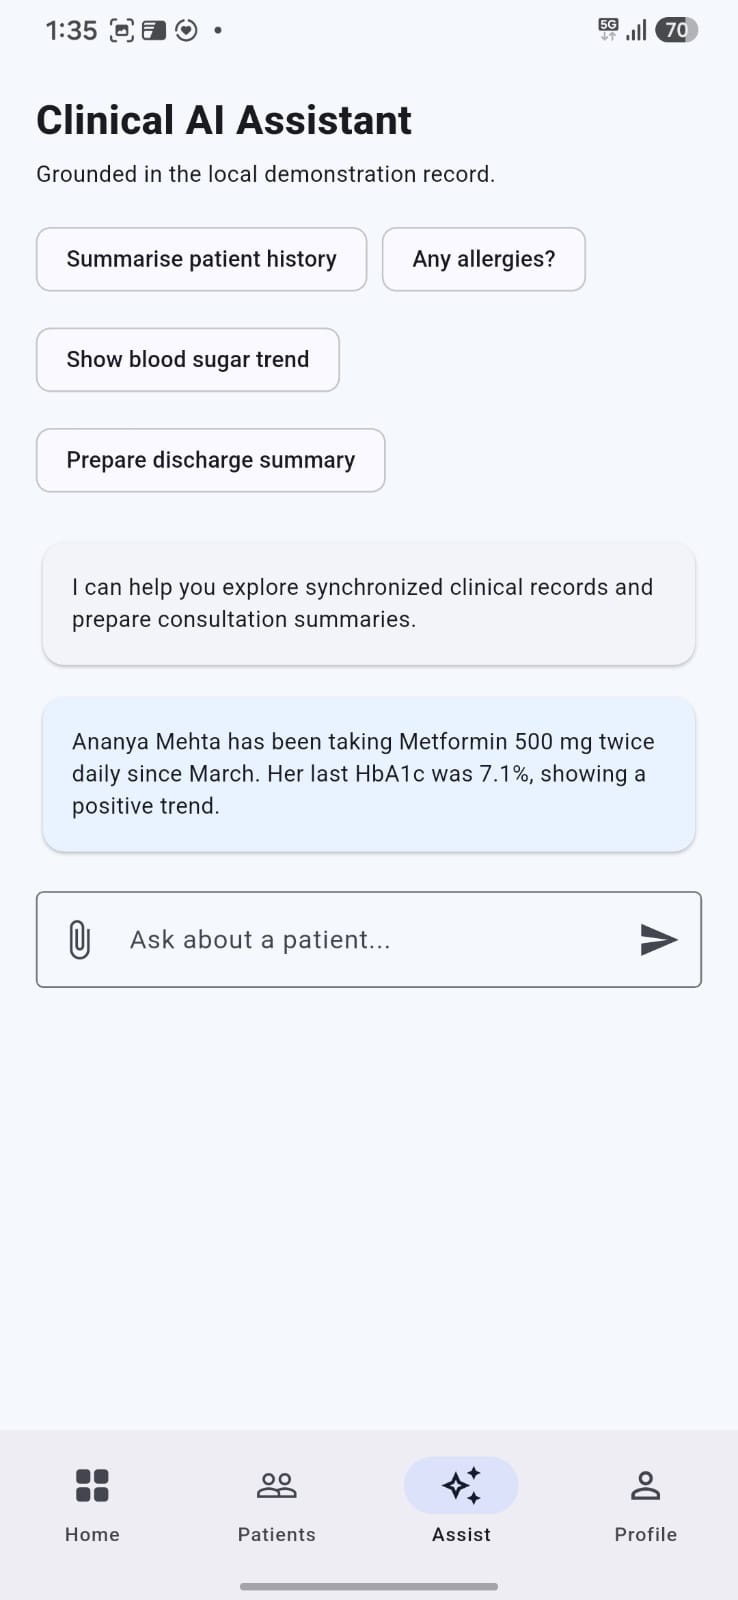 1:35
5G
70
Clinical AI Assistant
Grounded in the local demonstration record.
Summarise patient history
Any allergies?
Show blood sugar trend
Prepare discharge summary
I can help you explore synchronized clinical records and
prepare consultation summaries.
Ananya Mehta has been taking Metformin 500 mg twice
daily since March. Her last HbA1c was 7.1%, showing a
positive trend.
Ask about a patient...
Home
Patients
Assist
Profile